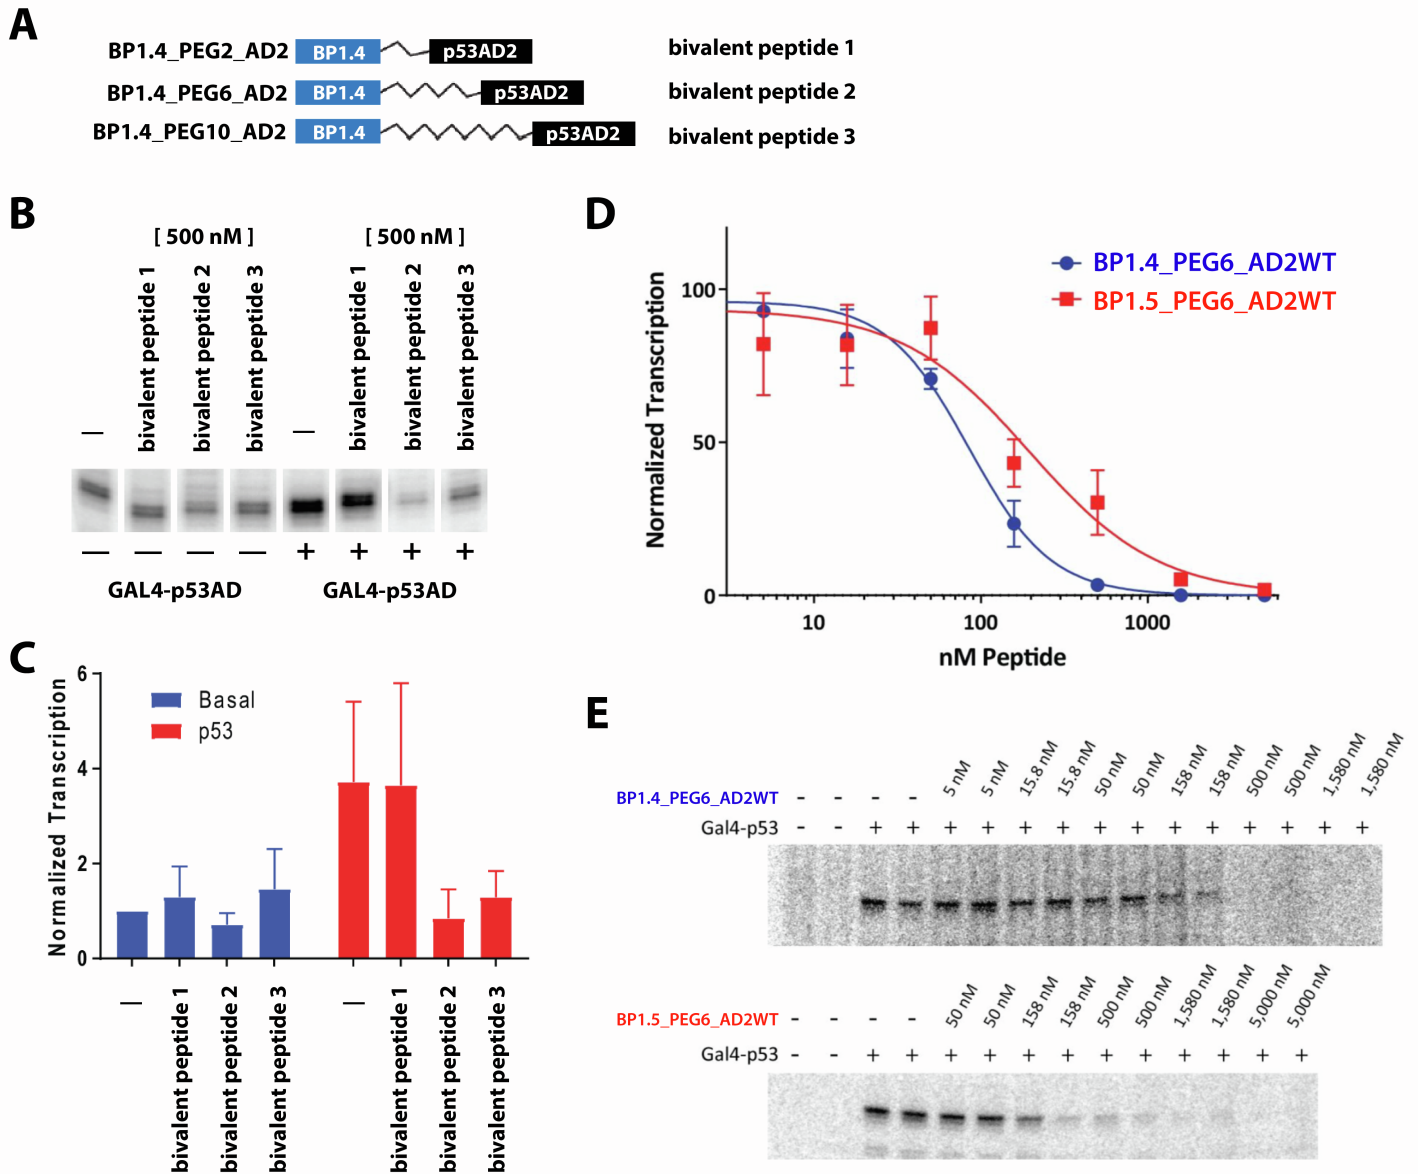 A
BP1.4_PEG2_AD2 BP1.4 p53AD2 bivalent peptide 1
BP1.4_PEG6_AD2 BP1.4 p53AD2 bivalent peptide 2
BP1.4_PEG10_AD2 BP1.4 p53AD2 bivalent peptide 3
B
[ 500 nM ] [ 500 nM ]
— bivalent peptide 1 bivalent peptide 2 bivalent peptide 3 — bivalent peptide 1 bivalent peptide 2 bivalent peptide 3
— — — — + + + +
GAL4-p53AD GAL4-p53AD
C
Normalized Transcription
6
4
2
0
Basal
p53
— bivalent peptide 1 bivalent peptide 2 bivalent peptide 3 — bivalent peptide 1 bivalent peptide 2 bivalent peptide 3
D
Normalized Transcription
100
50
0
BP1.4_PEG6_AD2WT
BP1.5_PEG6_AD2WT
10 100 1000
nM Peptide
E
BP1.4_PEG6_AD2WT - - - - 5 nM 5 nM 15.8 nM 15.8 nM 50 nM 50 nM 158 nM 158 nM 500 nM 500 nM 1,580 nM 1,580 nM
Gal4-p53 - - + + + + + + + + + + + + + +
BP1.5_PEG6_AD2WT - - - - 50 nM 50 nM 158 nM 158 nM 500 nM 500 nM 1,580 nM 1,580 nM 5,000 nM 5,000 nM
Gal4-p53 - - + + + + + + + + + + + +